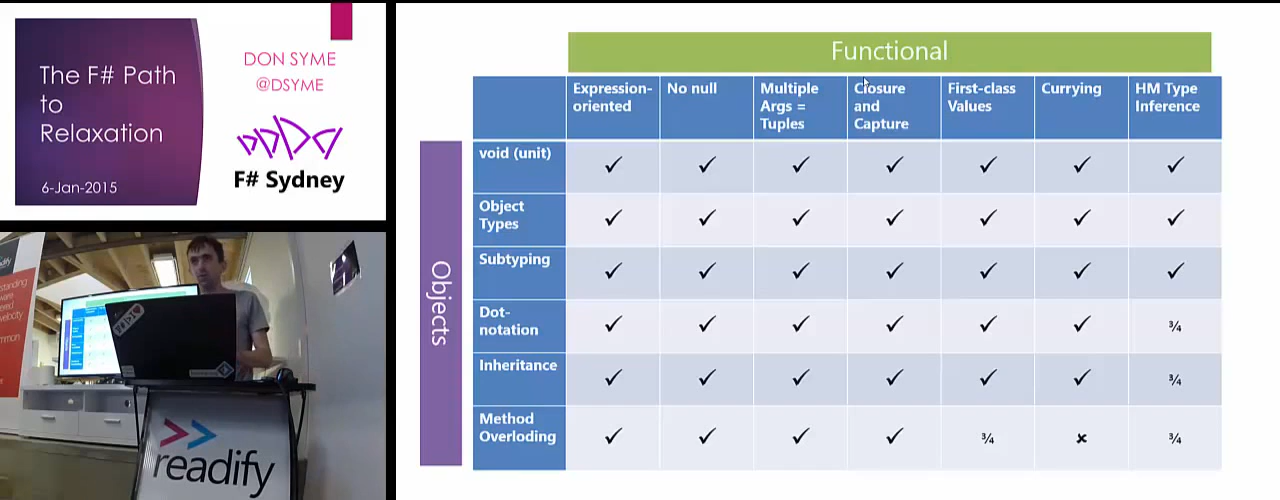 The F# Path
to
Relaxation
6-Jan-2015
DON SYME
@DSYME
F# Sydney
Functional
Objects
Expression-
oriented
No null
Multiple
Args =
Tuples
Closure
and
Capture
First-class
Values
Currying
HM Type
Inference
void (unit) ✓ ✓ ✓ ✓ ✓ ✓ ✓
Object
Types ✓ ✓ ✓ ✓ ✓ ✓ ✓
Subtyping ✓ ✓ ✓ ✓ ✓ ✓ ✓
Dot-
notation ✓ ✓ ✓ ✓ ✓ ✓ ¾
Inheritance ✓ ✓ ✓ ✓ ✓ ✓ ¾
Method
Overloding ✓ ✓ ✓ ✓ ¾ ✘ ¾
readify